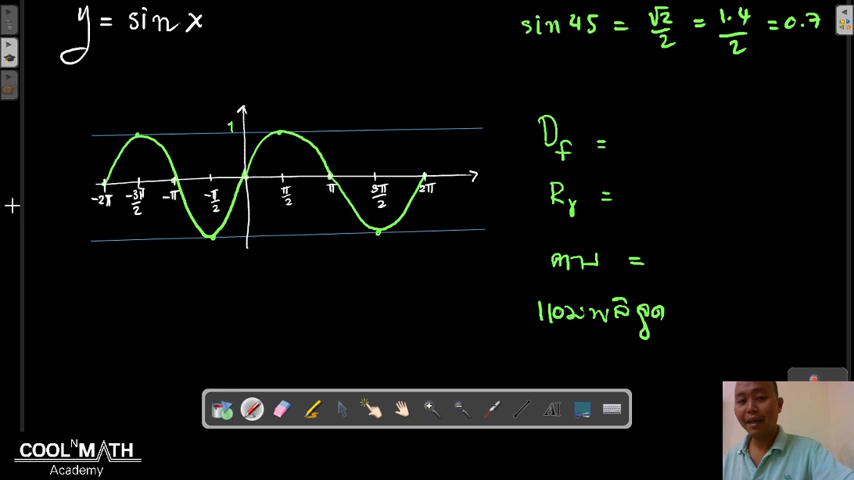 y = sin x
sin 45 = √2/2 = 1.4/2 = 0.7
1
-2π -3π/2 -π -π/2 π/2 π 3π/2 2π
D_f =
R_r =
คาบ =
แอมพลิจูด
COOL N MATH
Academy